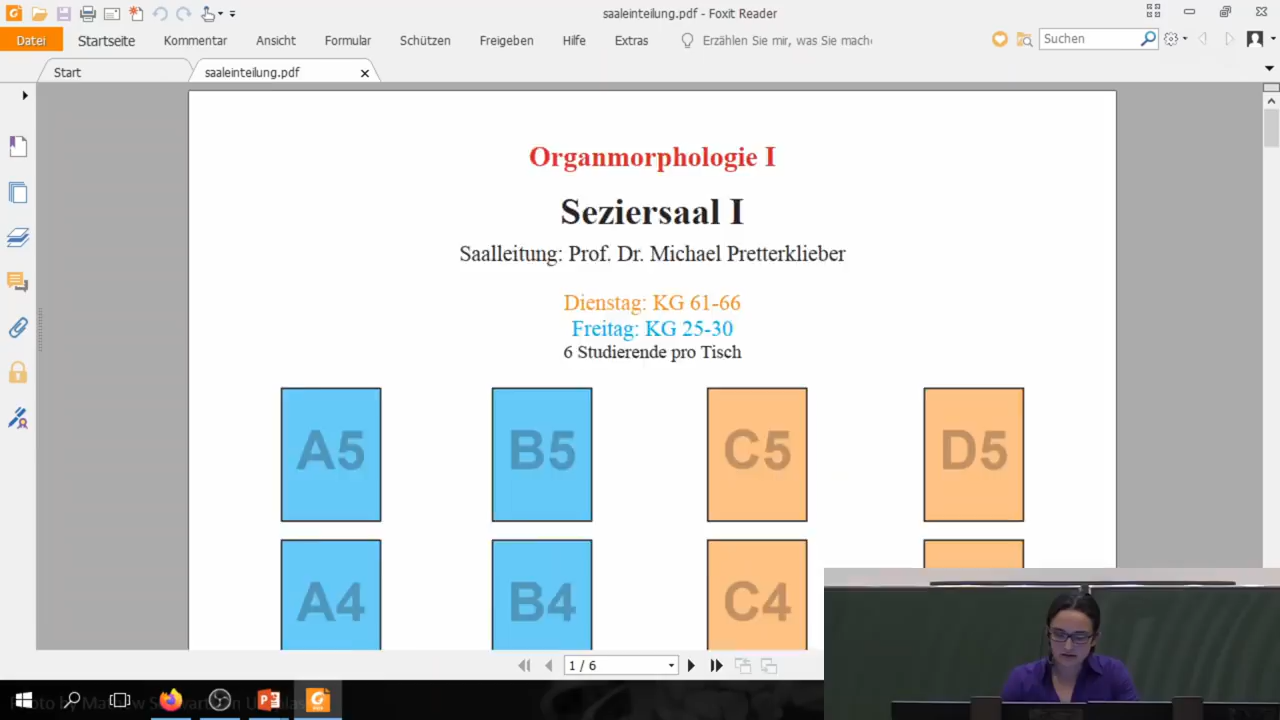 saaleinteilung.pdf - Foxit Reader
Datei Startseite Kommentar Ansicht Formular Schützen Freigeben Hilfe Extras Erzählen Sie mir, was Sie mach Suchen
Start saaleinteilung.pdf
Organmorphologie I
Seziersaal I
Saalleitung: Prof. Dr. Michael Pretterklieber
Dienstag: KG 61-66
Freitag: KG 25-30
6 Studierende pro Tisch
A5 B5 C5 D5
A4 B4 C4
1 / 6